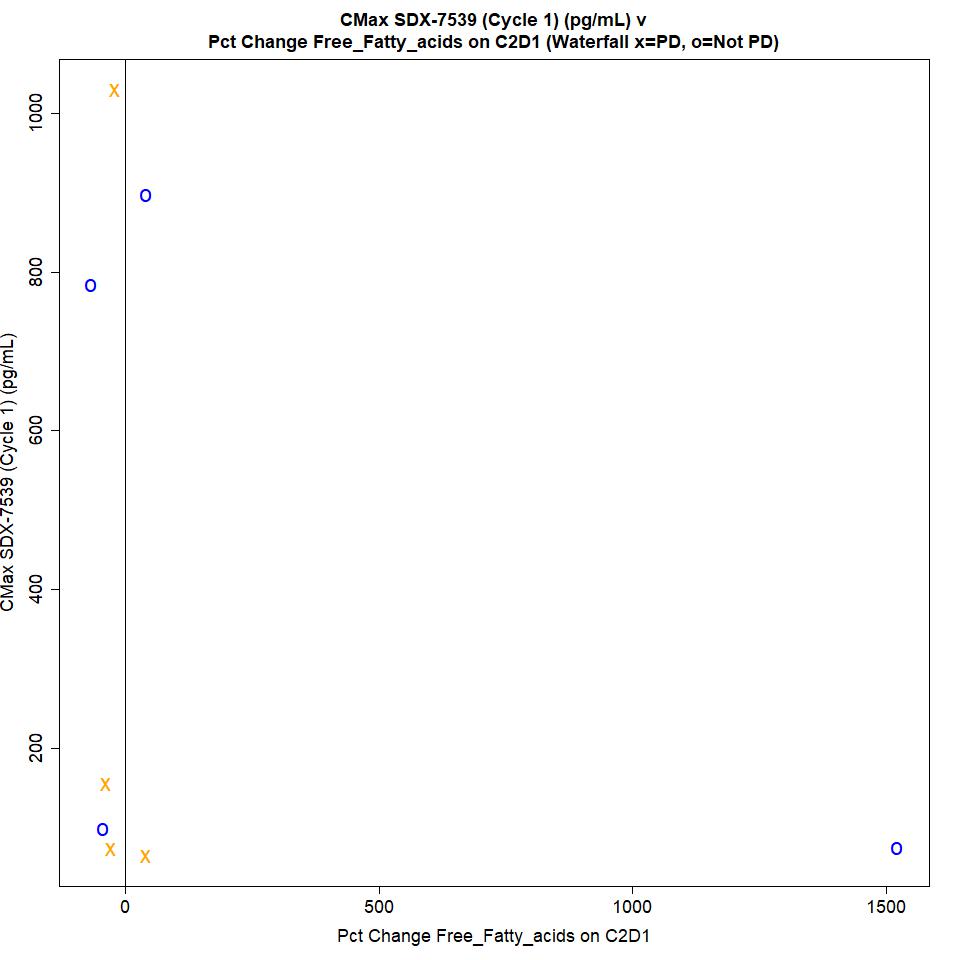 CMax SDX-7539 (Cycle 1) (pg/mL) v
Pct Change Free_Fatty_acids on C2D1 (Waterfall x=PD, o=Not PD)
CMax SDX-7539 (Cycle 1) (pg/mL)
1000
800
600
400
200
X
O
O
X
O
X
X
O
0
500
1000
1500
Pct Change Free_Fatty_acids on C2D1